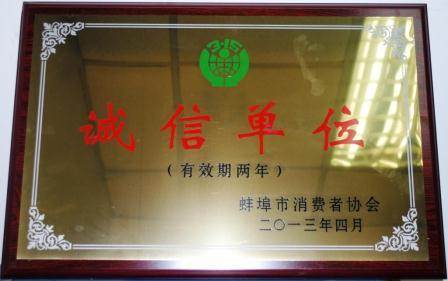 315
诚信单位
（有效期两年）
蚌埠市消费者协会
二〇一三年四月